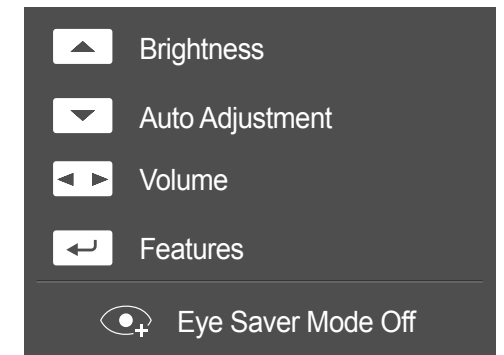 Brightness
Auto Adjustment
Volume
Features
Eye Saver Mode Off